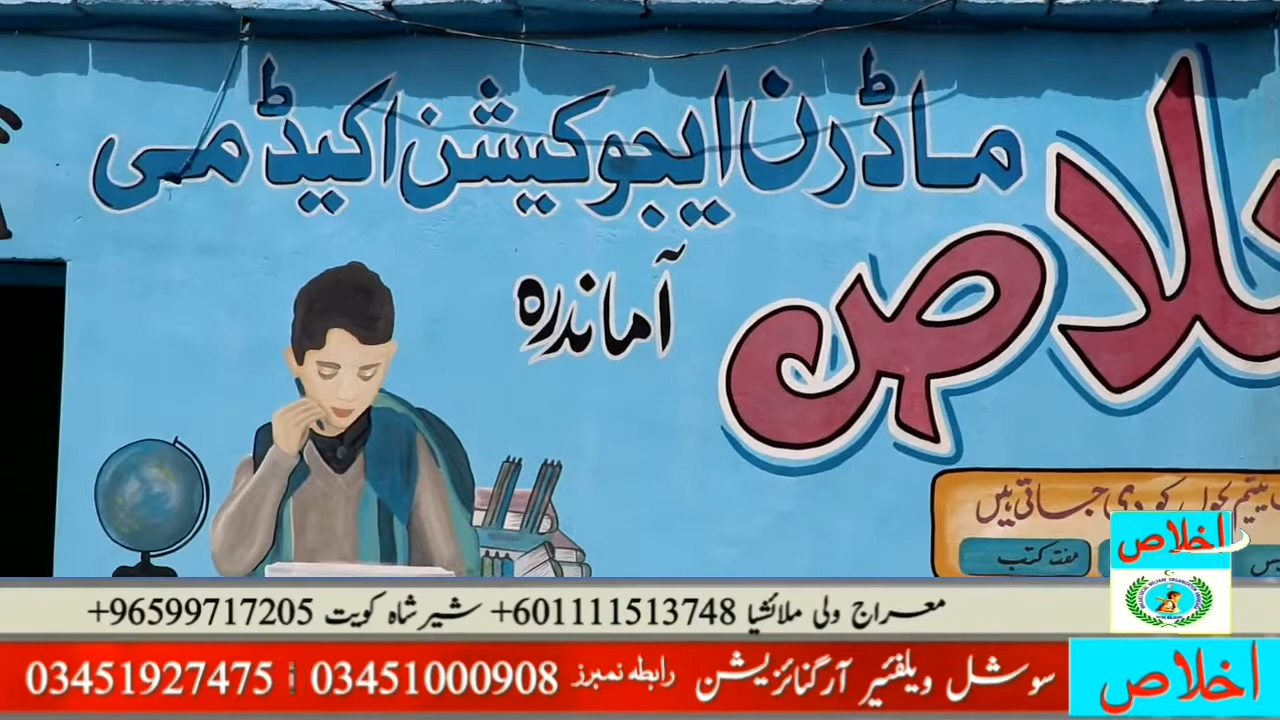 ماڈرن ایجوکیشن اکیڈمی
آماندرہ
یتیم بچوں کو دی جاتی ہیں
مفت کتب
اخلاص
معراج ولی ملائشیا 601111513748+ شیر شاہ کویت 96599717205+
اخلاص سوشل ویلفئیر آرگنائزیشن رابطہ نمبرز 03451000908 03451927475